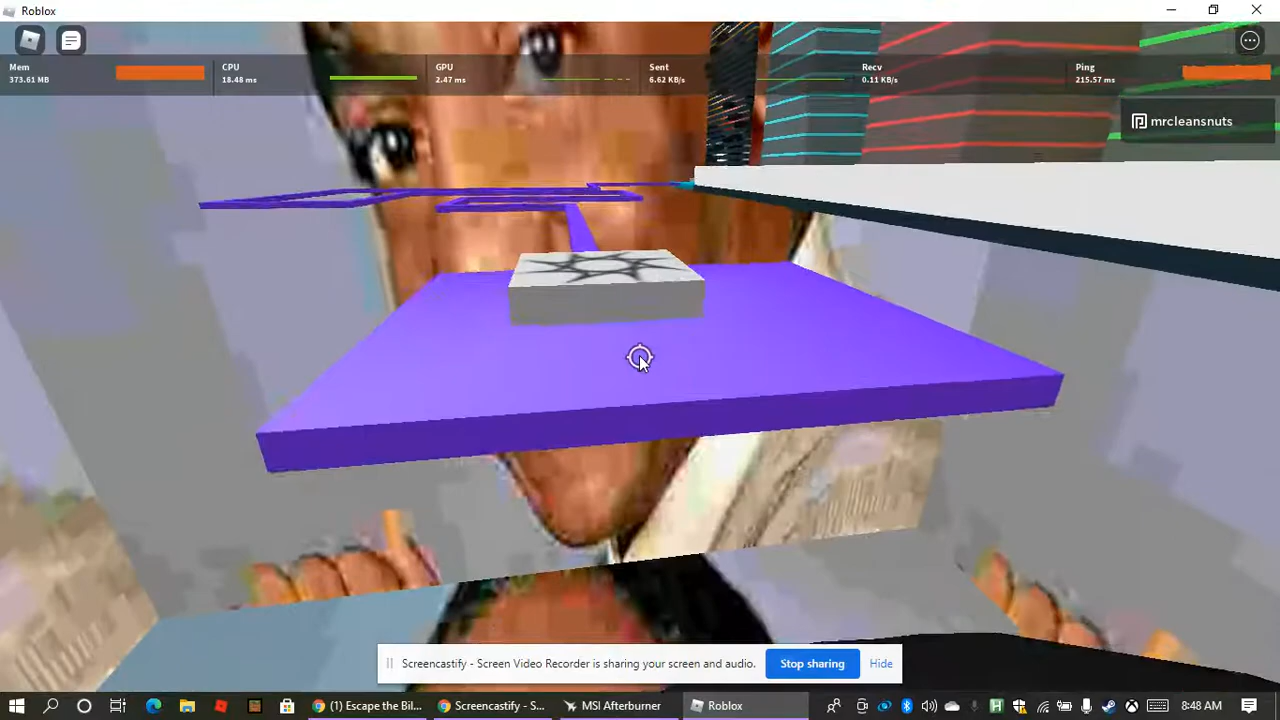 Roblox
Mem CPU GPU Sent Recv Ping
373.61 MB 18.48 ms 2.47 ms 6.62 KB/s 0.11 KB/s 215.57 ms
mrcleansnuts
Screencastify - Screen Video Recorder is sharing your screen and audio. Stop sharing Hide
(1) Escape the Bil... Screencastify - S... MSI Afterburner Roblox 8:48 AM